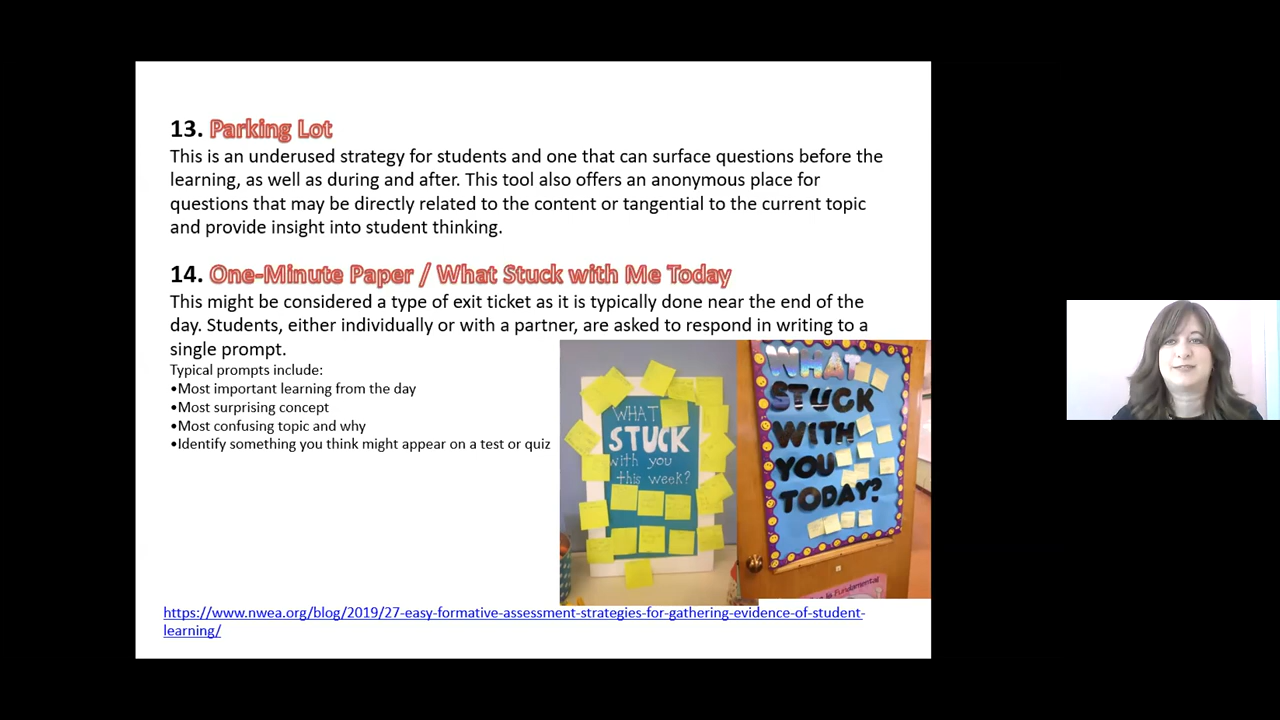 13. Parking Lot
This is an underused strategy for students and one that can surface questions before the
learning, as well as during and after. This tool also offers an anonymous place for
questions that may be directly related to the content or tangential to the current topic
and provide insight into student thinking.
14. One-Minute Paper / What Stuck with Me Today
This might be considered a type of exit ticket as it is typically done near the end of the
day. Students, either individually or with a partner, are asked to respond in writing to a
single prompt.
Typical prompts include:
•Most important learning from the day
•Most surprising concept
•Most confusing topic and why
•Identify something you think might appear on a test or quiz
WHAT
STUCK
with you
this week?
WHAT
STUCK
WITH
YOU
TODAY?
Fundamental
https://www.nwea.org/blog/2019/27-easy-formative-assessment-strategies-for-gathering-evidence-of-student-
learning/